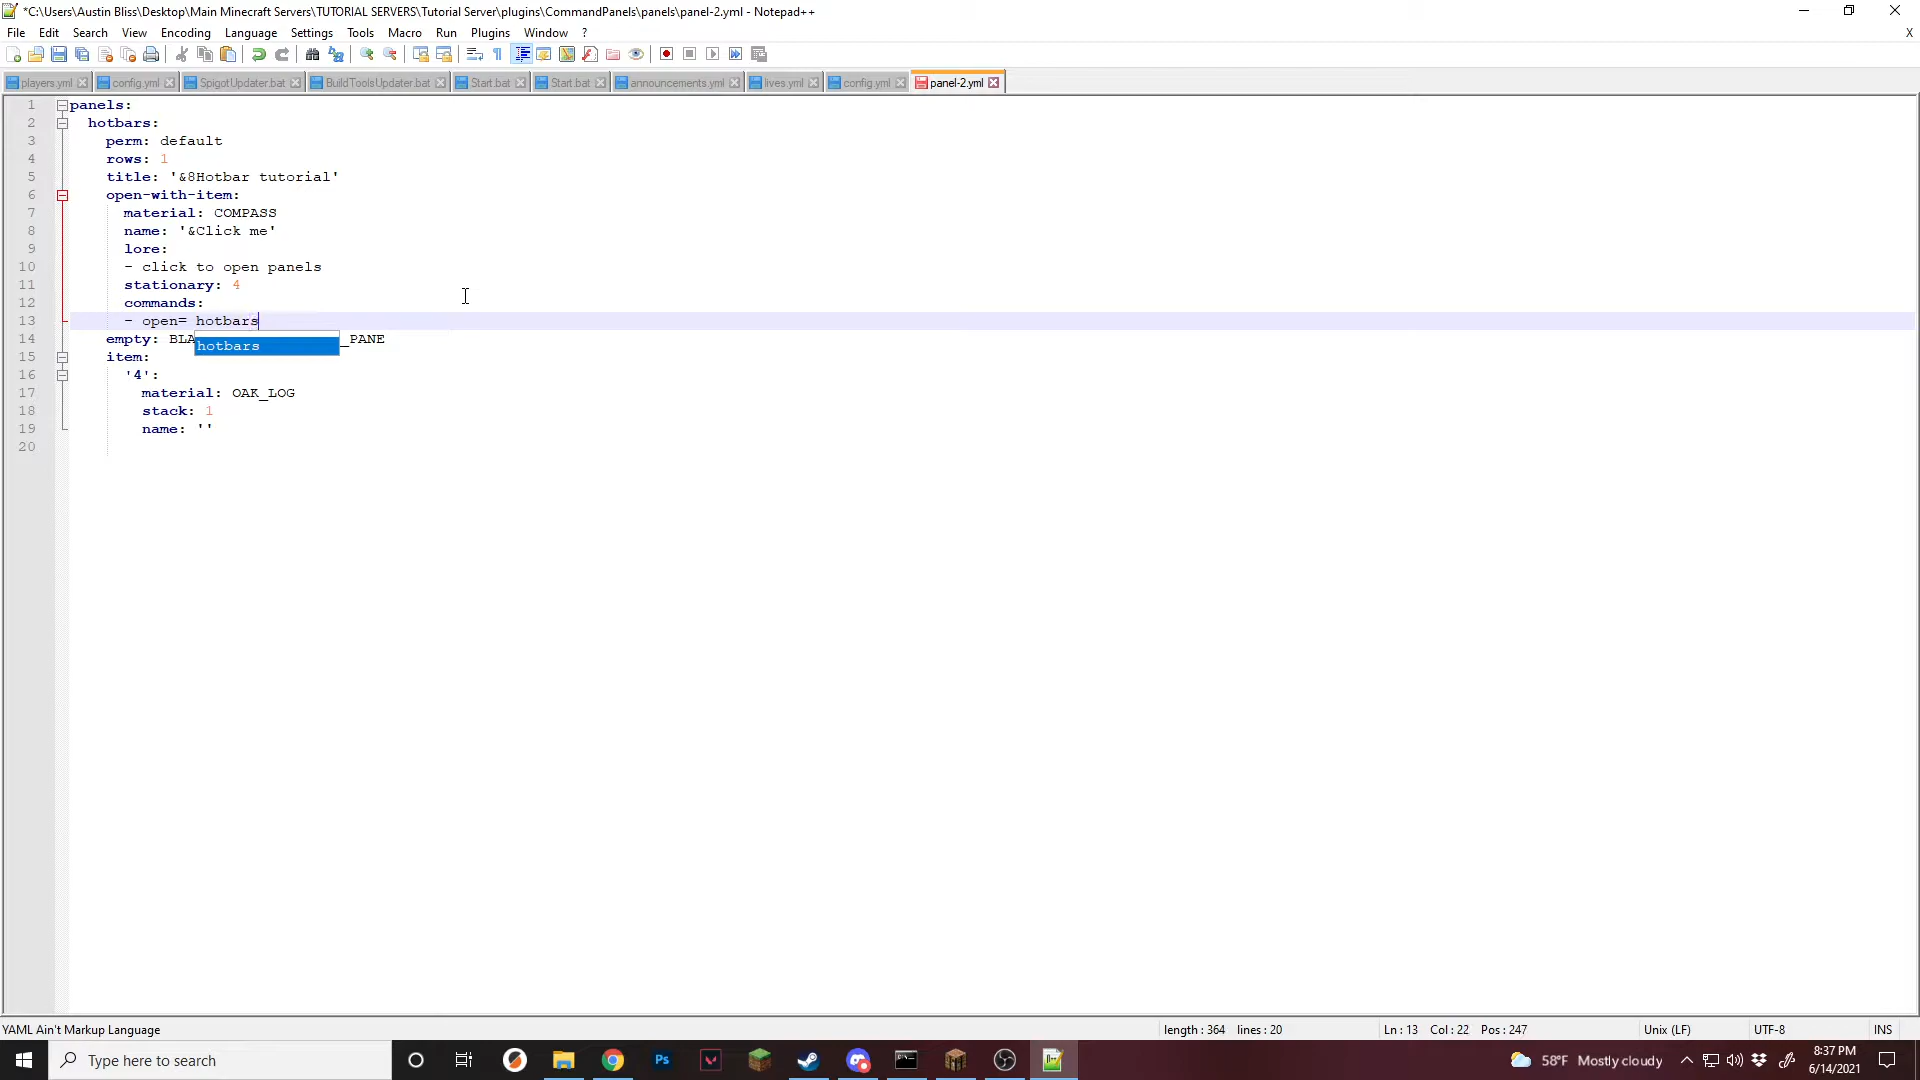 *C:\Users\Austin Bliss\Desktop\Main Minecraft Servers\TUTORIAL SERVERS\Tutorial Server\plugins\CommandPanels\panels\panel-2.yml - Notepad++
File Edit Search View Encoding Language Settings Tools Macro Run Plugins Window ? X
players.yml config.yml SpigotUpdater.bat BuildToolsUpdater.bat Start.bat Start.bat announcements.yml lives.yml config.yml panel-2.yml
1 panels:
2 hotbars:
3 perm: default
4 rows: 1
5 title: '&8Hotbar tutorial'
6 open-with-item:
7 material: COMPASS
8 name: '&Click me'
9 lore:
10 - click to open panels
11 stationary: 4
12 commands:
13 - open= hotbars
14 empty: BLA _PANE
hotbars
15 item:
16 '4':
17 material: OAK_LOG
18 stack: 1
19 name: ''
20
YAML Ain't Markup Language length : 364 lines : 20 Ln : 13 Col : 22 Pos : 247 Unix (LF) UTF-8 INS
Type here to search Ps 58°F Mostly cloudy 8:37 PM
6/14/2021